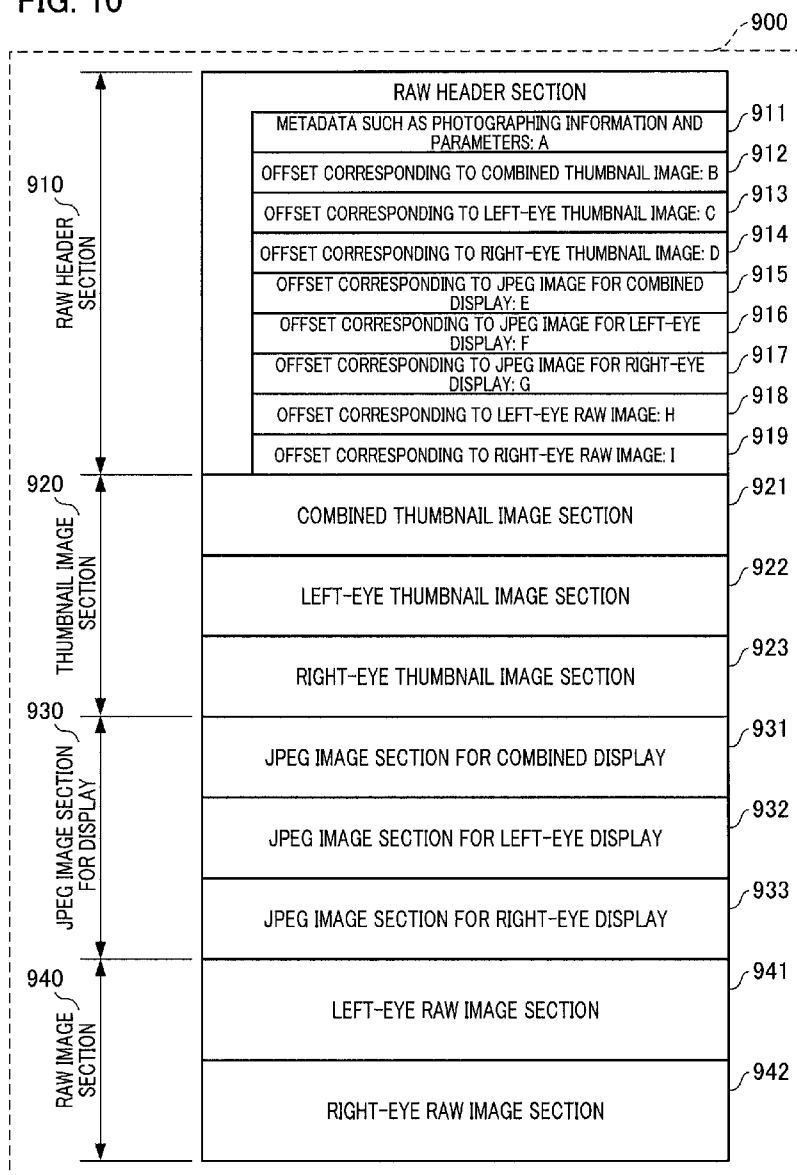 FIG. 10
900
RAW HEADER SECTION
METADATA SUCH AS PHOTOGRAPHING INFORMATION AND
PARAMETERS: A
911
OFFSET CORRESPONDING TO COMBINED THUMBNAIL IMAGE: B
912
OFFSET CORRESPONDING TO LEFT-EYE THUMBNAIL IMAGE: C
913
OFFSET CORRESPONDING TO RIGHT-EYE THUMBNAIL IMAGE: D
914
OFFSET CORRESPONDING TO JPEG IMAGE FOR COMBINED
DISPLAY: E
915
OFFSET CORRESPONDING TO JPEG IMAGE FOR LEFT-EYE
DISPLAY: F
916
OFFSET CORRESPONDING TO JPEG IMAGE FOR RIGHT-EYE
DISPLAY: G
917
OFFSET CORRESPONDING TO LEFT-EYE RAW IMAGE: H
918
OFFSET CORRESPONDING TO RIGHT-EYE RAW IMAGE: I
919
910
RAW HEADER
SECTION
920
THUMBNAIL IMAGE
SECTION
COMBINED THUMBNAIL IMAGE SECTION
921
LEFT-EYE THUMBNAIL IMAGE SECTION
922
RIGHT-EYE THUMBNAIL IMAGE SECTION
923
930
JPEG IMAGE SECTION
FOR DISPLAY
JPEG IMAGE SECTION FOR COMBINED DISPLAY
931
JPEG IMAGE SECTION FOR LEFT-EYE DISPLAY
932
JPEG IMAGE SECTION FOR RIGHT-EYE DISPLAY
933
940
RAW IMAGE
SECTION
LEFT-EYE RAW IMAGE SECTION
941
RIGHT-EYE RAW IMAGE SECTION
942